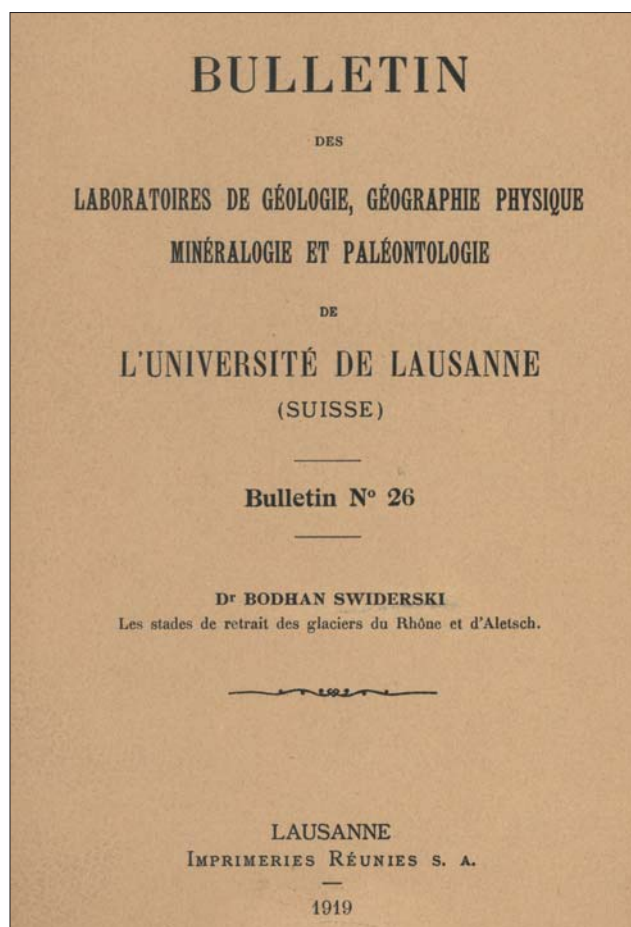 BULLETIN
DES
LABORATOIRES DE GÉOLOGIE, GÉOGRAPHIE PHYSIQUE
MINÉRALOGIE ET PALÉONTOLOGIE
DE
L'UNIVERSITÉ DE LAUSANNE
(SUISSE)
Bulletin Nº 26
Dr BODHAN SWIDERSKI
Les stades de retrait des glaciers du Rhône et d'Aletsch.
LAUSANNE
IMPRIMERIES RÉUNIES S. A.
1919